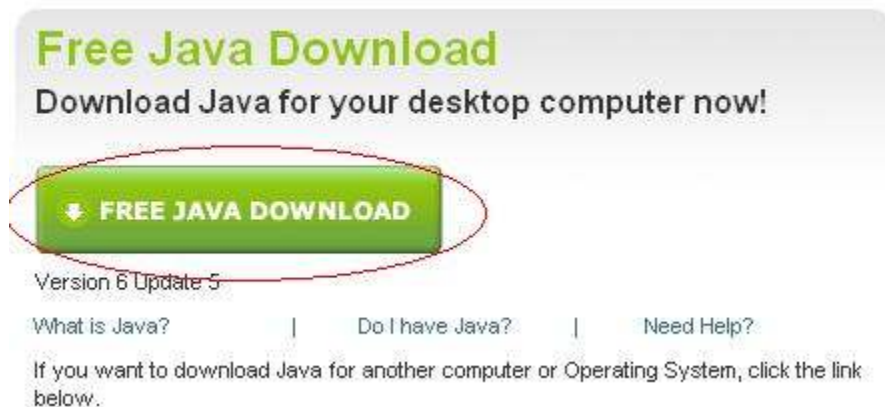 Free Java Download
Download Java for your desktop computer now!
FREE JAVA DOWNLOAD
Version 6 Update 5
What is Java? | Do I have Java? | Need Help?
If you want to download Java for another computer or Operating System, click the link
below.